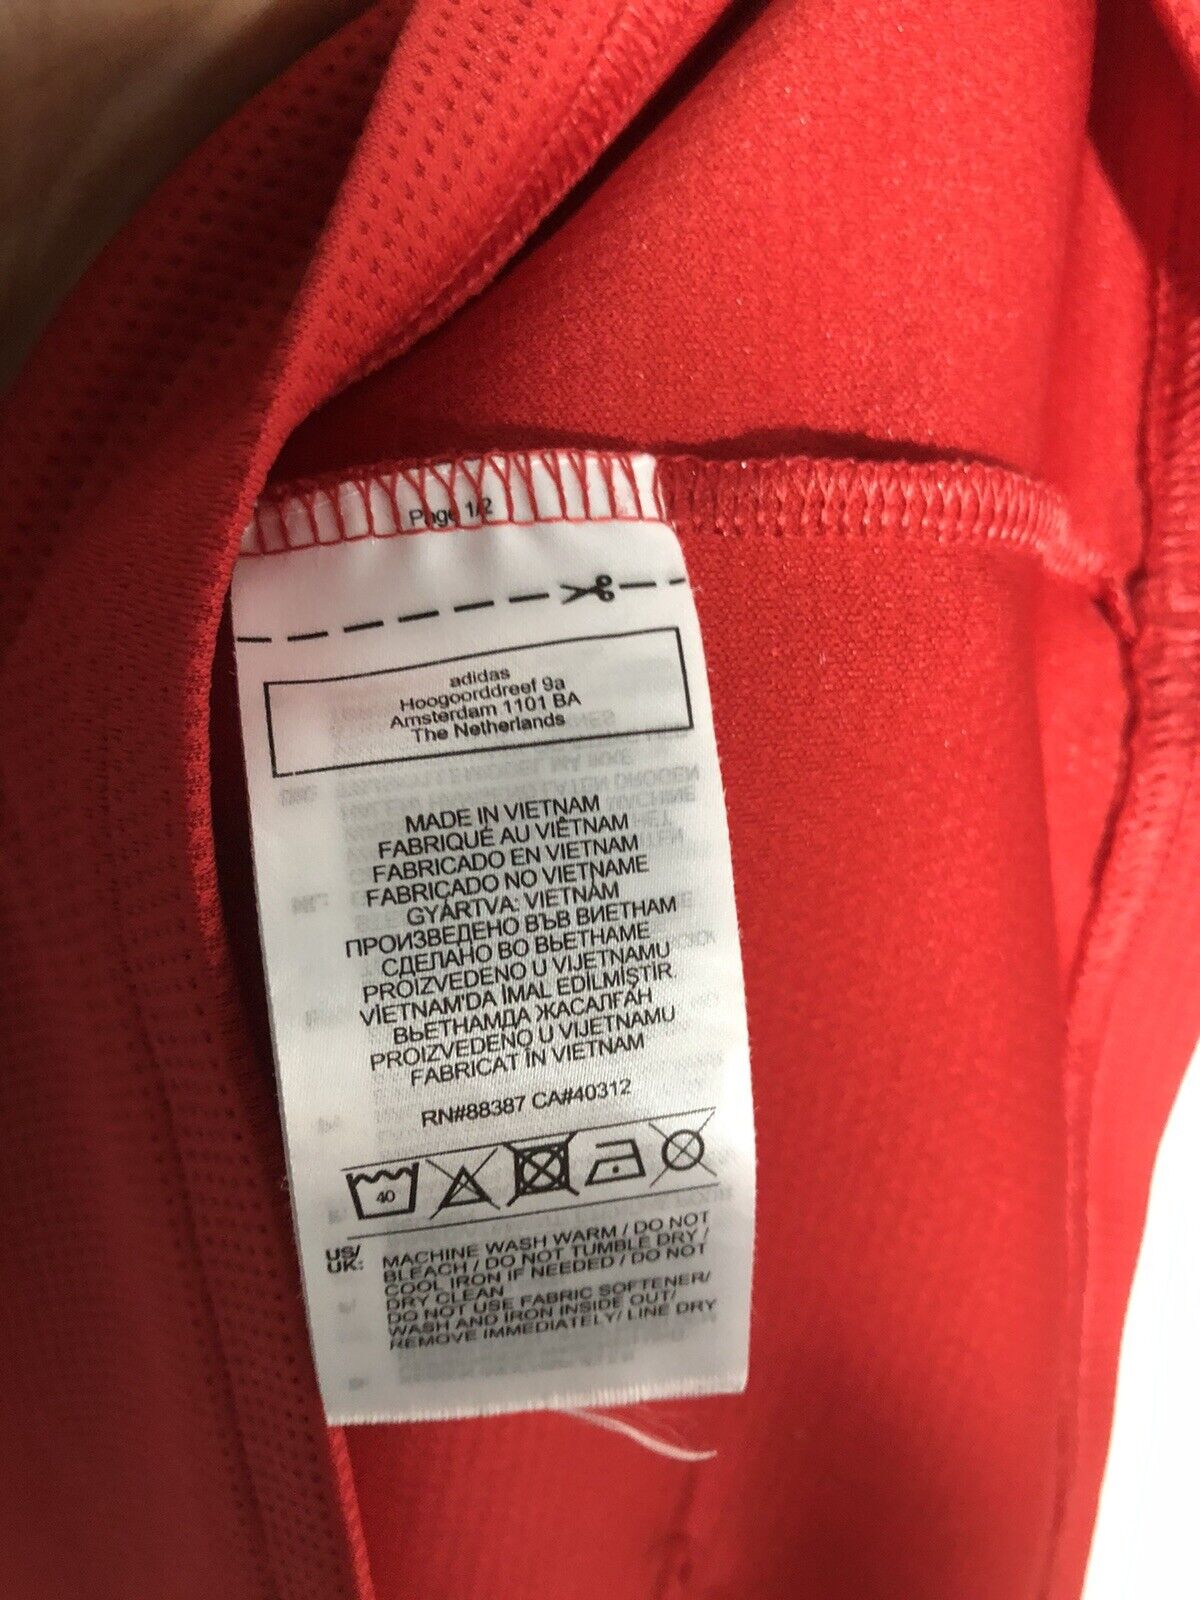 Page 1/2
adidas
Hoogoorddreef 9a
Amsterdam 1101 BA
The Netherlands
MADE IN VIETNAM
FABRIQUÉ AU VIÊTNAM
FABRICADO EN VIETNAM
FABRICADO NO VIETNAME
GYÁRTVA: VIETNÁM
ПРОИЗВЕДЕНО ВЪВ ВИЕТНАМ
СДЕЛАНО ВО ВЬЕТНАМЕ
PROIZVEDENO U VIJETNAMU
VİETNAM'DA İMAL EDİLMİŞTİR.
ВЬЕТНАМДА ЖАСАЛҒАН
PROIZVEDENO U VIJETNAMU
FABRICAT ÎN VIETNAM
RN#88387 CA#40312
40
US/
UK:
MACHINE WASH WARM / DO NOT
BLEACH / DO NOT TUMBLE DRY /
COOL IRON IF NEEDED / DO NOT
DRY CLEAN
DO NOT USE FABRIC SOFTENER/
WASH AND IRON INSIDE OUT/
REMOVE IMMEDIATELY/ LINE DRY